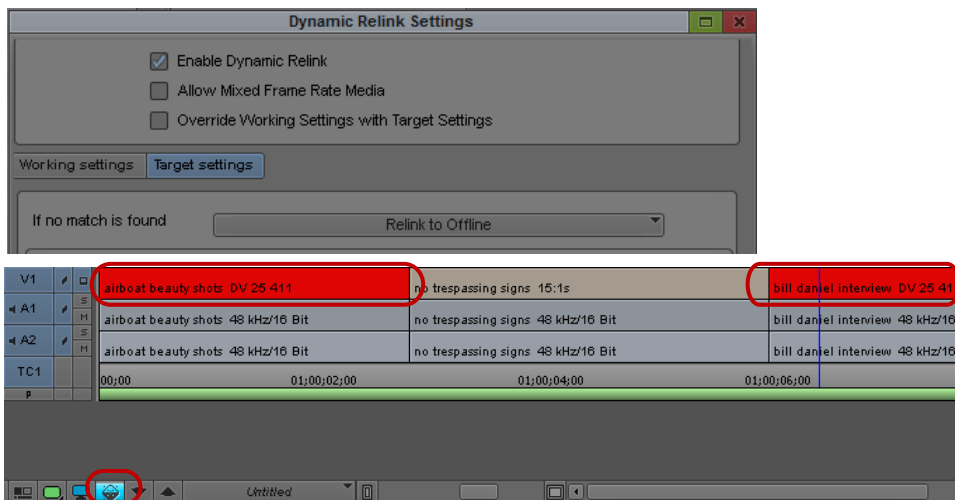 Dynamic Relink Settings
Enable Dynamic Relink
Allow Mixed Frame Rate Media
Override Working Settings with Target Settings
Working settings Target settings
If no match is found Relink to Offline
V1 airboat beauty shots DV 25 411 no trespassing signs 15:1s bill daniel interview DV 25 41
S
A1 airboat beauty shots 48 kHz/16 Bit no trespassing signs 48 kHz/16 Bit bill daniel interview 48 kHz/16
M
S
A2 airboat beauty shots 48 kHz/16 Bit no trespassing signs 48 kHz/16 Bit bill daniel interview 48 kHz/16
M
TC1 00;00 01;00;02;00 01;00;04;00 01;00;06;00
P
Untitled